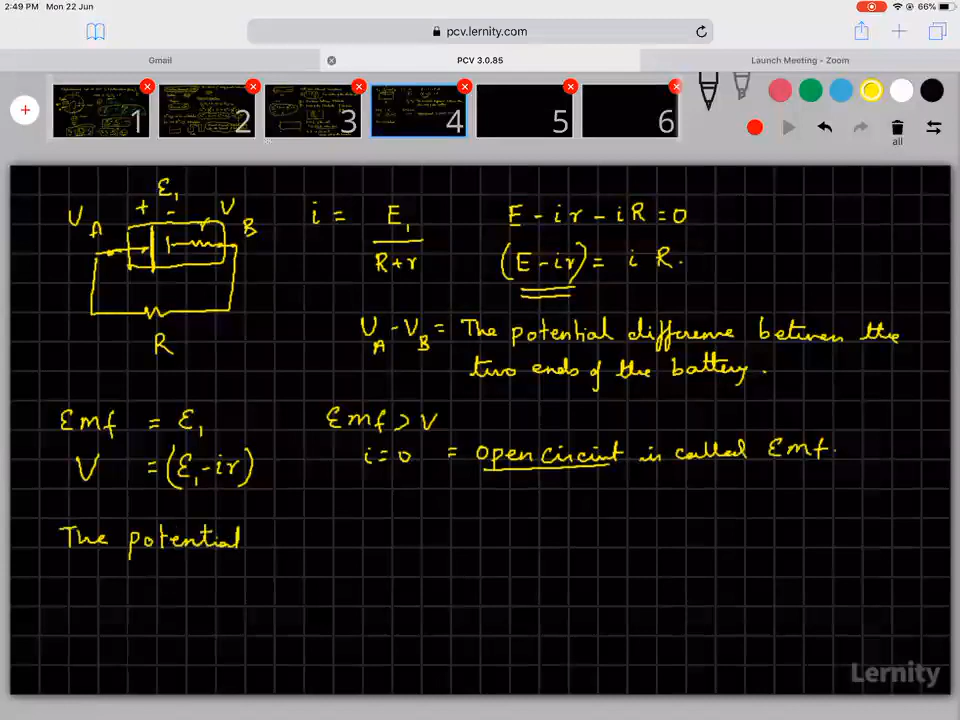 2:49 PM Mon 22 Jun
66%
pcv.lernity.com
Gmail
PCV 3.0.85
Launch Meeting - Zoom
1
2
3
4
5
6
all
ε₁
+ - r V
V_A B
R
i = E₁ / R+r
E - ir - iR = 0
(E - ir) = i R.
V_A - V_B = The potential difference between the
two ends of the battery.
Emf = ε₁
V = (ε₁ - ir)
Emf > V
i = 0 = open circuit is called Emf.
The potential
Lernity